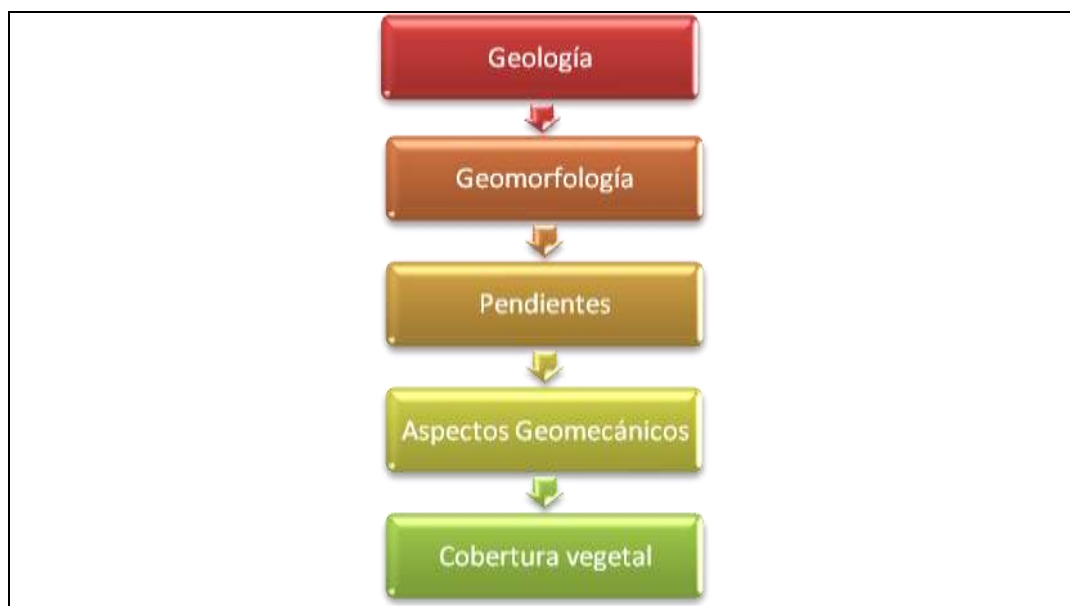 Geología
Geomorfología
Pendientes
Aspectos Geomecánicos
Cobertura vegetal